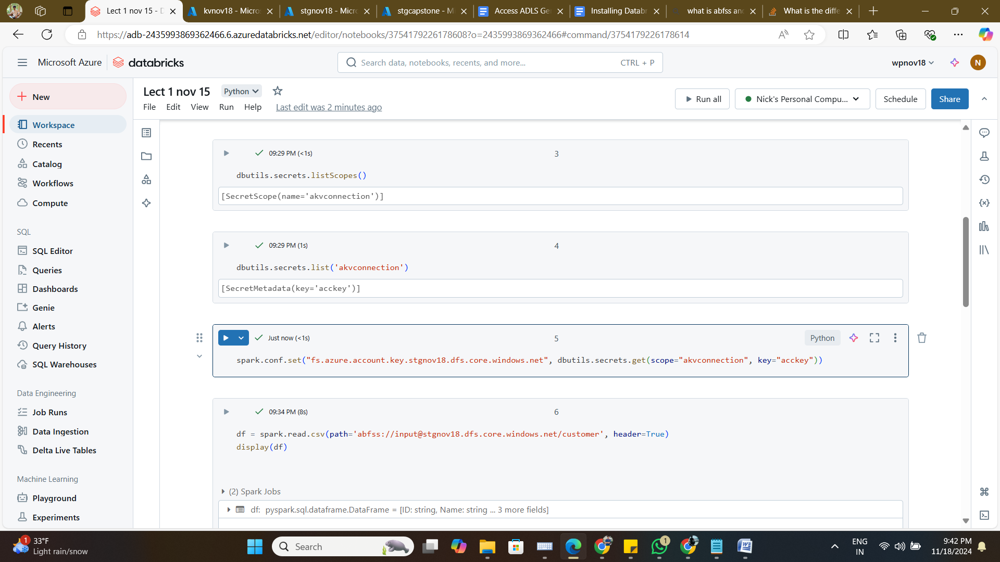 Lect 1 nov 15 - D
kvnov18 - Micros
stgnov18 - Micro
stgcapstone - Mi
Access ADLS Ge
Installing Databr
what is abfss an
What is the diffe
https://adb-2435993869362466.6.azuredatabricks.net/editor/notebooks/3754179226178608?o=2435993869362466#command/3754179226178614
Microsoft Azure
databricks
Search data, notebooks, recents, and more...
CTRL + P
wpnov18
N
New
Workspace
Recents
Catalog
Workflows
Compute
SQL
SQL Editor
Queries
Dashboards
Genie
Alerts
Query History
SQL Warehouses
Data Engineering
Job Runs
Data Ingestion
Delta Live Tables
Machine Learning
Playground
Experiments
Lect 1 nov 15
Python
File Edit View Run Help Last edit was 2 minutes ago
Run all
Nick's Personal Compu...
Schedule
Share
09:29 PM (<1s)
3
dbutils.secrets.listScopes()
[SecretScope(name='akvconnection')]
09:29 PM (1s)
4
dbutils.secrets.list('akvconnection')
[SecretMetadata(key='acckey')]
Just now (<1s)
5
Python
spark.conf.set("fs.azure.account.key.stgnov18.dfs.core.windows.net", dbutils.secrets.get(scope="akvconnection", key="acckey"))
09:34 PM (8s)
6
df = spark.read.csv(path='abfss://input@stgnov18.dfs.core.windows.net/customer', header=True)
display(df)
(2) Spark Jobs
df: pyspark.sql.dataframe.DataFrame = [ID: string, Name: string ... 3 more fields]
1
33°F
Light rain/snow
Search
1
ENG
IN
9:42 PM
11/18/2024